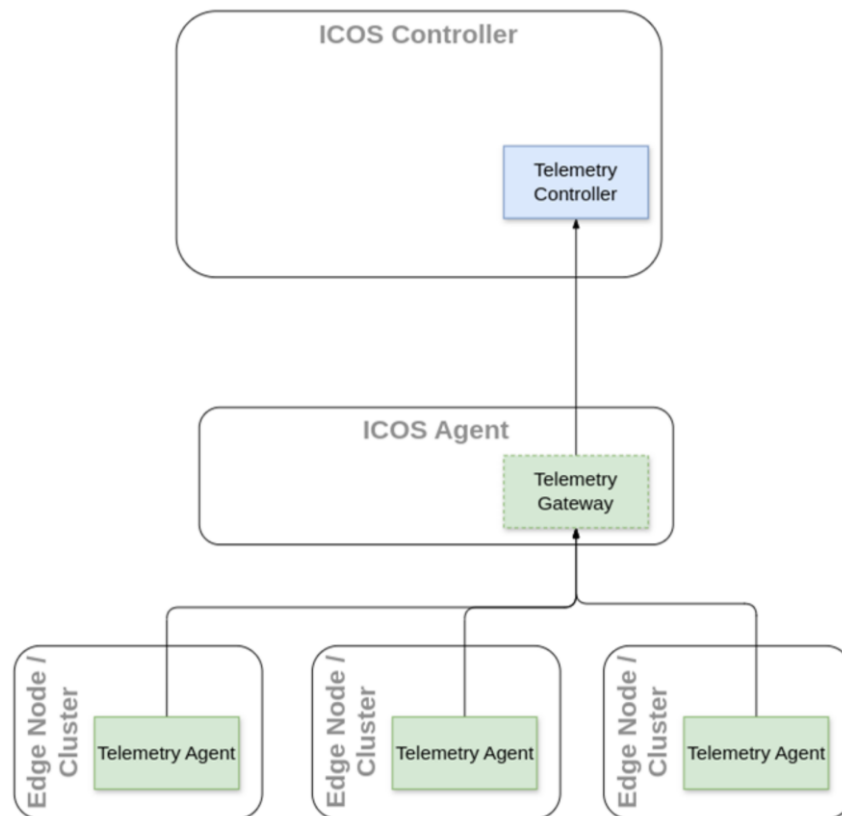 ICOS Controller
Telemetry
Controller
ICOS Agent
Telemetry
Gateway
Edge Node /
Cluster
Telemetry Agent
Edge Node /
Cluster
Telemetry Agent
Edge Node /
Cluster
Telemetry Agent